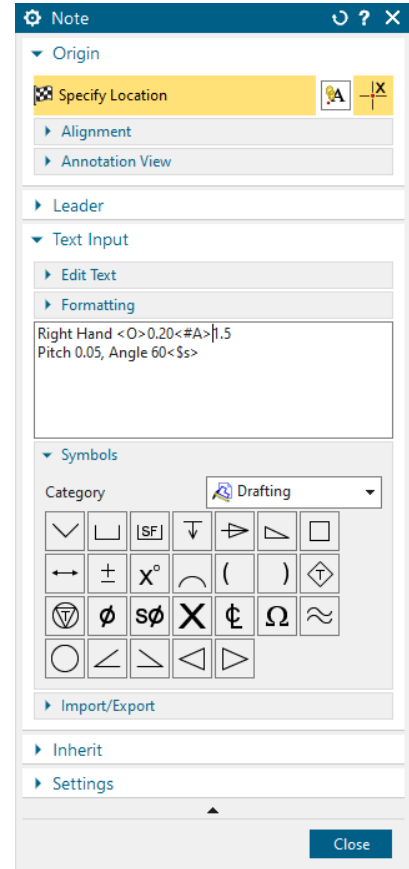 Note
?
Origin
Specify Location
A
X
Alignment
Annotation View
Leader
Text Input
Edit Text
Formatting
Right Hand <O>0.20<#A>1.5
Pitch 0.05, Angle 60<$s>
Symbols
Category
Drafting
SF
± x° ( ) T
T ø sø X ℄ Ω ≈
Import/Export
Inherit
Settings
Close